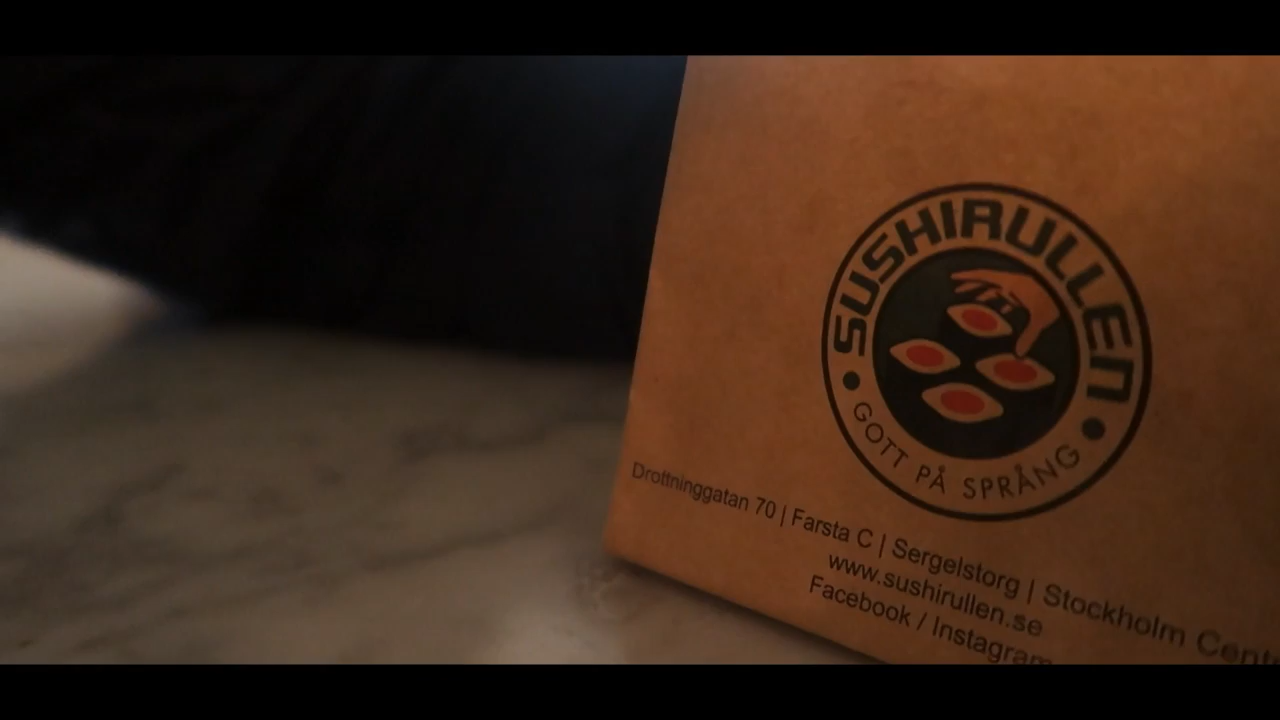 SUSHIRULLEN
GOTT PÅ SPRÅNG
Drottninggatan 70 | Farsta C | Sergelstorg | Stockholm
www.sushirullen.se
Facebook / Instagram